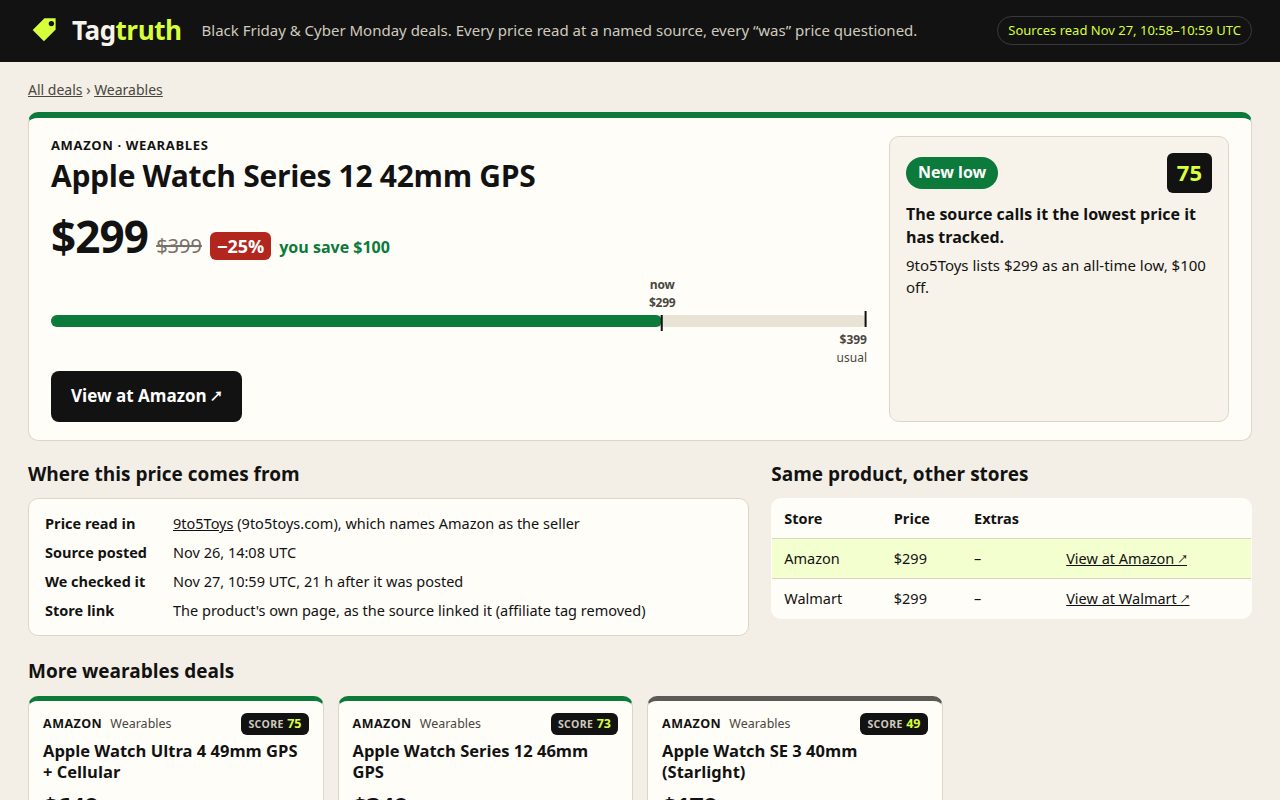 Tagtruth
Black Friday & Cyber Monday deals. Every price read at a named source, every “was” price questioned.
Sources read Nov 27, 10:58–10:59 UTC
All deals › Wearables
AMAZON · WEARABLES
Apple Watch Series 12 42mm GPS
$299 $399 −25% you save $100
now
$299
$399
usual
View at Amazon ↗
New low
75
The source calls it the lowest price it
has tracked.
9to5Toys lists $299 as an all-time low, $100
off.
Where this price comes from
Price read in 9to5Toys (9to5toys.com), which names Amazon as the seller
Source posted Nov 26, 14:08 UTC
We checked it Nov 27, 10:59 UTC, 21 h after it was posted
Store link The product's own page, as the source linked it (affiliate tag removed)
Same product, other stores
Store Price Extras
Amazon $299 – View at Amazon ↗
Walmart $299 – View at Walmart ↗
More wearables deals
AMAZON Wearables SCORE 75
Apple Watch Ultra 4 49mm GPS
+ Cellular
AMAZON Wearables SCORE 73
Apple Watch Series 12 46mm
GPS
AMAZON Wearables SCORE 49
Apple Watch SE 3 40mm
(Starlight)